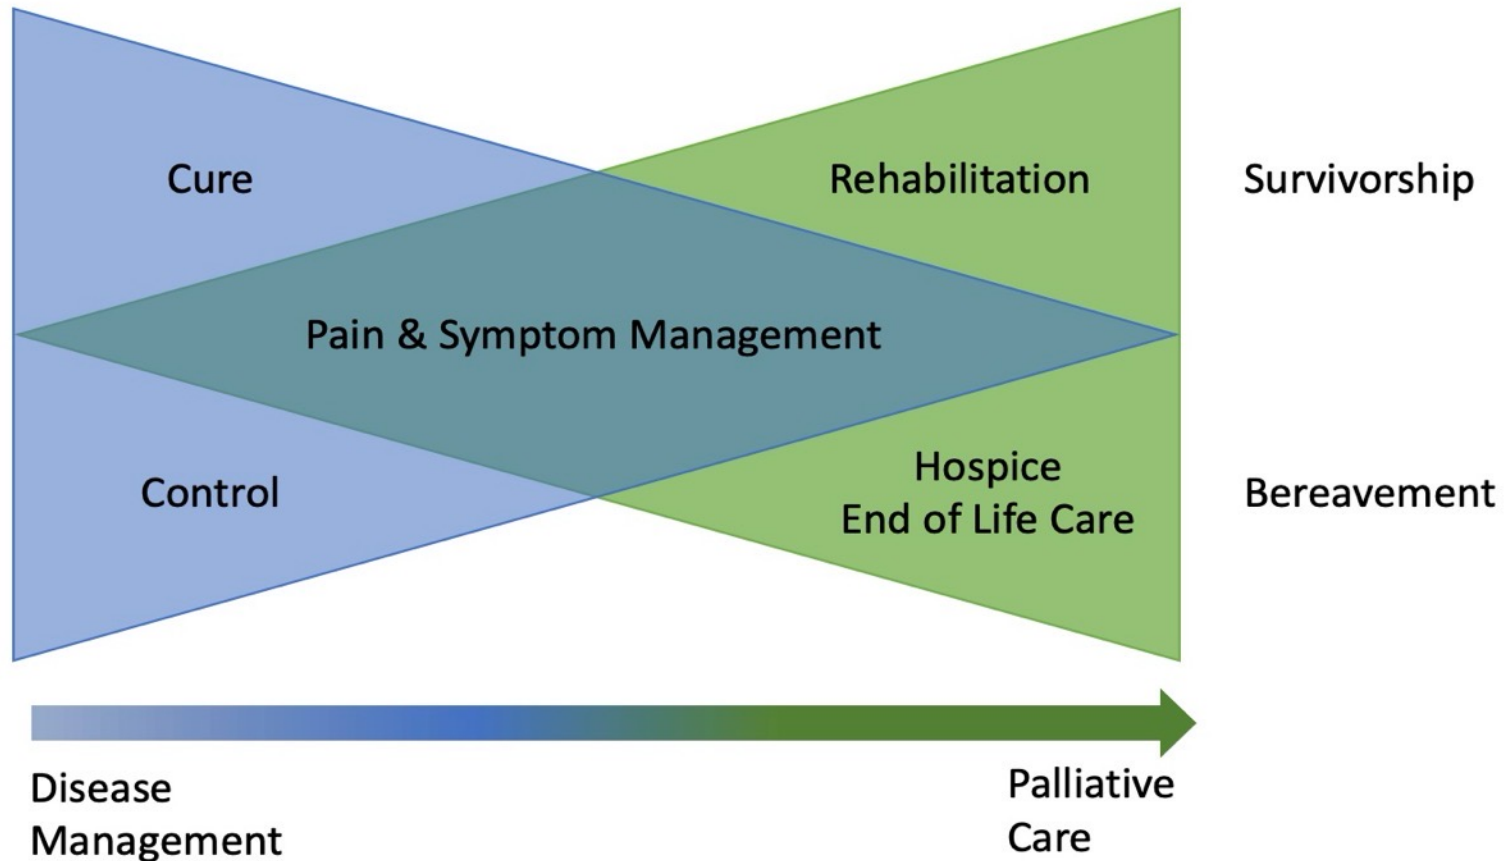 Cure
Rehabilitation
Survivorship
Pain & Symptom Management
Control
Hospice
End of Life Care
Bereavement
Disease
Management
Palliative
Care